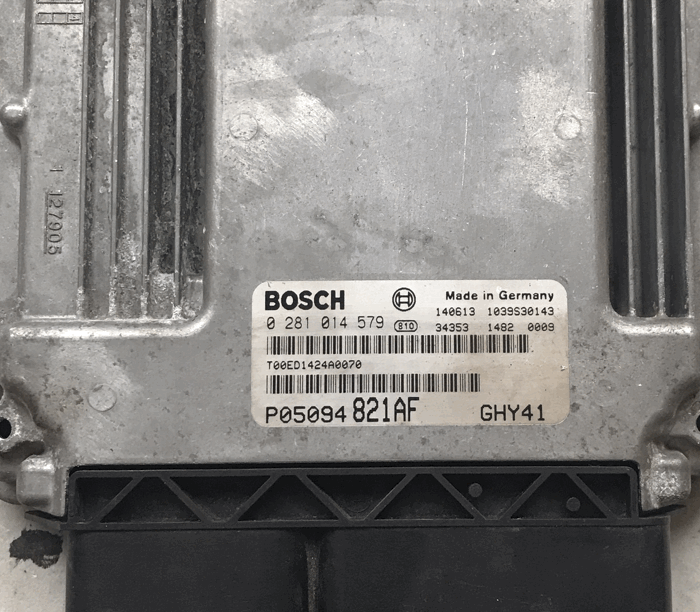 1 127905
BOSCH Made in Germany
0 281 014 579 810 140613 1039S30143
34353 1482 0009
T00ED1424A0070
P05094 821AF GHY41